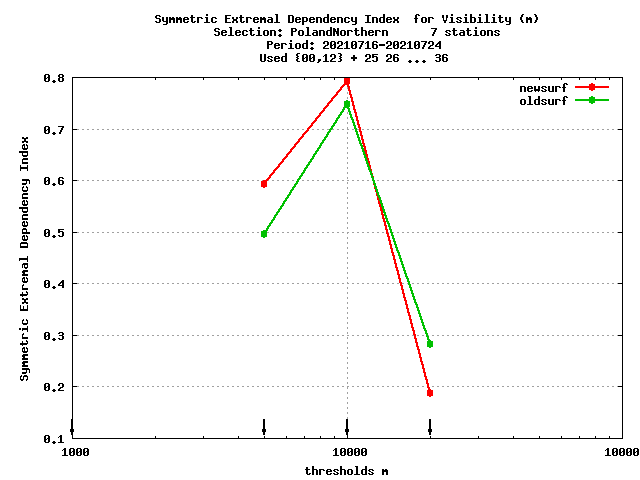 Symmetric Extremal Dependency Index  for Visibility (m)
Selection: PolandNorthern      7 stations
Period: 20210716-20210724
Used {00,12} + 25 26 ... 36
newsurf
oldsurf
Symmetric Extremal Dependency Index
0.8
0.7
0.6
0.5
0.4
0.3
0.2
0.1
1000 10000 10000
thresholds m